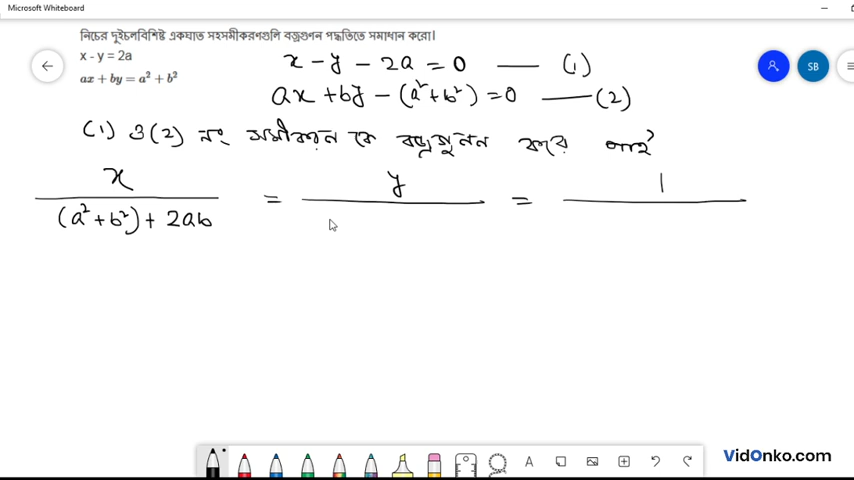 Microsoft Whiteboard
নিচের দুইচলবিশিষ্ট একঘাত সহসমীকরণগুলি বজ্রগুণন পদ্ধতিতে সমাধান করো।
x - y = 2a
ax + by = a² + b²
x - y - 2a = 0 —— (1)
ax + by - (a² + b²) = 0 —— (2)
(1) ও (2) নং সমীকরন কে বজ্রগুনন করে পাই
x / (a² + b²) + 2ab = y / = 1 /
SB
A
VidOnko.com